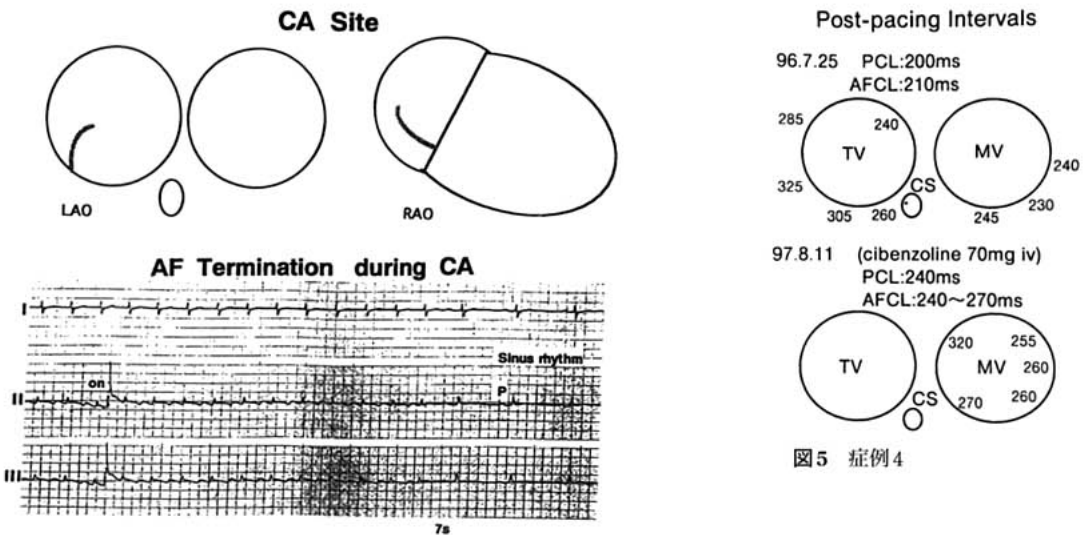 CA Site
LAO
RAO
AF Termination during CA
I
II
III
on
Sinus rhythm
P
7s
Post-pacing Intervals
96.7.25 PCL:200ms
AFCL:210ms
285
240
TV
MV
325
305
260
CS
240
230
245
97.8.11 (cibenzoline 70mg iv)
PCL:240ms
AFCL:240～270ms
TV
CS
320
255
MV
260
270
260
図5 症例4